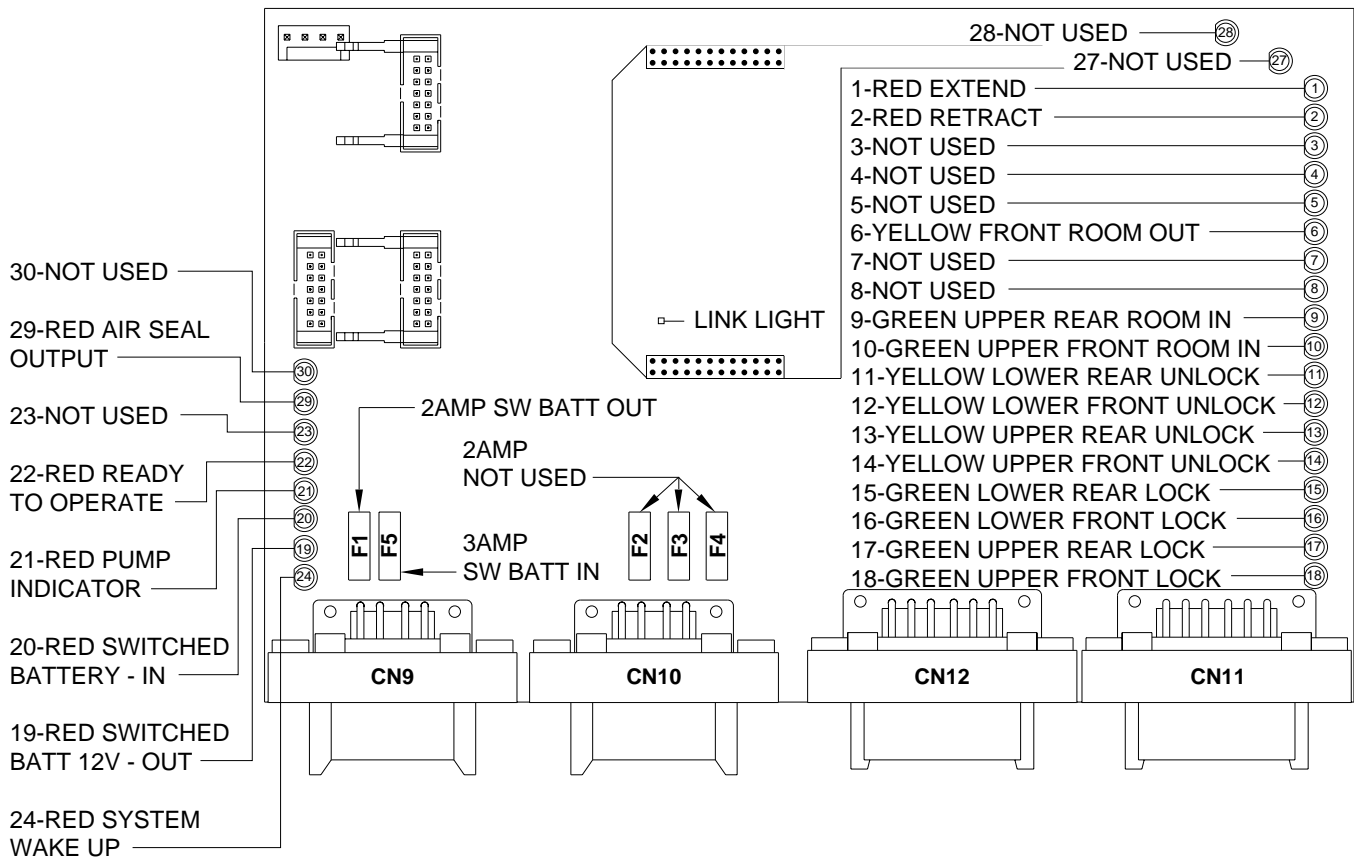 28-NOT USED
28
27-NOT USED
27
1-RED EXTEND
1
2-RED RETRACT
2
3-NOT USED
3
4-NOT USED
4
5-NOT USED
5
6-YELLOW FRONT ROOM OUT
6
7-NOT USED
7
8-NOT USED
8
9-GREEN UPPER REAR ROOM IN
9
10-GREEN UPPER FRONT ROOM IN
10
11-YELLOW LOWER REAR UNLOCK
11
12-YELLOW LOWER FRONT UNLOCK
12
13-YELLOW UPPER REAR UNLOCK
13
14-YELLOW UPPER FRONT UNLOCK
14
15-GREEN LOWER REAR LOCK
15
16-GREEN LOWER FRONT LOCK
16
17-GREEN UPPER REAR LOCK
17
18-GREEN UPPER FRONT LOCK
18
LINK LIGHT
30-NOT USED
30
29-RED AIR SEAL
OUTPUT
29
23-NOT USED
23
22-RED READY
TO OPERATE
22
21-RED PUMP
INDICATOR
21
20-RED SWITCHED
BATTERY - IN
20
19-RED SWITCHED
BATT 12V - OUT
19
24-RED SYSTEM
WAKE UP
24
2AMP SW BATT OUT
2AMP
NOT USED
3AMP
SW BATT IN
F1
F5
F2
F3
F4
CN9
CN10
CN12
CN11